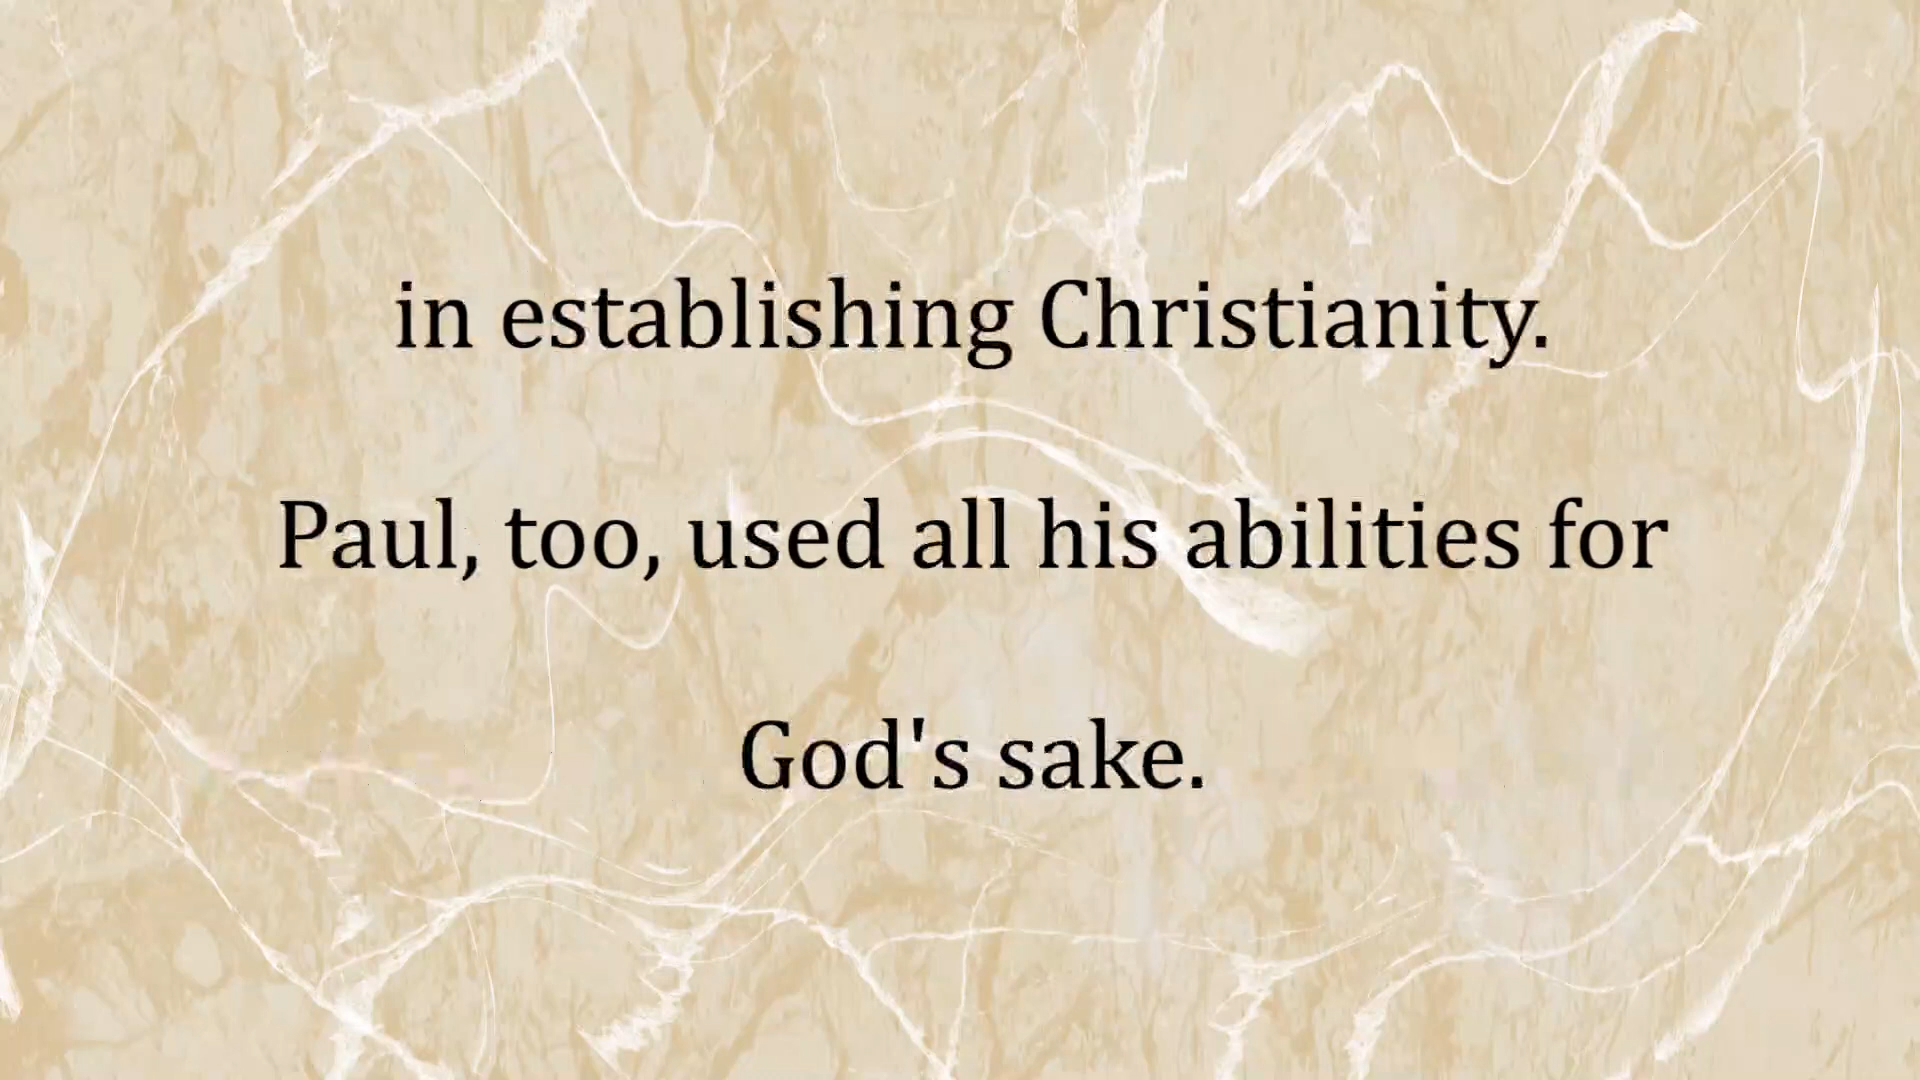 in establishing Christianity.
Paul, too, used all his abilities for
God's sake.